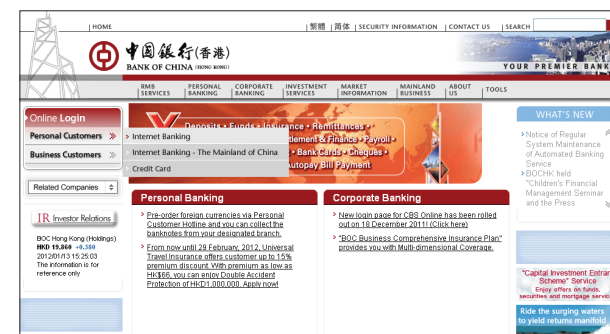 HOME
繁體 | 简体 | SECURITY INFORMATION | CONTACT US | SEARCH
中国銀行(香港)
BANK OF CHINA (HONG KONG)
YOUR PREMIER BANK
RMB SERVICES
PERSONAL BANKING
CORPORATE BANKING
INVESTMENT SERVICES
MARKET INFORMATION
MAINLAND BUSINESS
ABOUT US
TOOLS
Online Login
Personal Customers
Business Customers
Related Companies
Internet Banking
Internet Banking - The Mainland of China
Credit Card
Deposits • Funds • Insurance • Remittances •
tlement & Finance • Payroll •
• Bank Cards • Cheques •
utopay Bill Payment
IR Investor Relations
BOC Hong Kong (Holdings)
HKD 19.860 +0.380
2012/01/13 15:25:03
The information is for
reference only
Personal Banking
Pre-order foreign currencies via Personal
Customer Hotline and you can collect the
banknotes from your designated branch.
From now until 29 February, 2012, Universal
Travel Insurance offers customer up to 15%
premium discount. With premium as low as
HK$66, you can enjoy Double Accident
Protection of HKD1,000,000. Apply now!
Corporate Banking
New login page for CBS Online has been rolled
out on 18 December 2011! (Click here)
"BOC Business Comprehensive Insurance Plan"
provides you with Multi-dimensional Coverage.
WHAT'S NEW
Notice of Regular
System Maintenance
of Automated Banking
Service
BOCHK held
"Children's Financial
Management Seminar
and the Press
"Capital Investment Entran
Scheme" Service
Enjoy offers on funds,
securities and mortgage servic
Ride the surging waters
to yield returns manifold